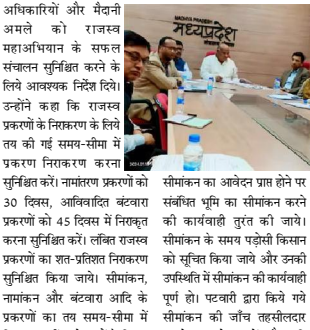 अधिकारियों और मैदानी
अमले को राजस्व
महाअभियान के सफल
संचालन सुनिश्चित करने के
लिये आवश्यक निर्देश दिये।
उन्होंने कहा कि राजस्व
प्रकरणों के निराकरण के लिये
तय की गई समय-सीमा में
प्रकरण निराकरण करना
सुनिश्चित करें। नामांतरण प्रकरणों को
30 दिवस, आविवादित बंटवारा
प्रकरणों को 45 दिवस में निराकृत
करना सुनिश्चित करें। लंबित राजस्व
प्रकरणों का शत-प्रतिशत निराकरण
सुनिश्चित किया जाये। सीमांकन,
नामांकन और बंटवारा आदि के
प्रकरणों का तय समय-सीमा में
MADHYA PRADESH
मध्यप्रदेश
सीमांकन का आवेदन प्राप्त होने पर
संबंधित भूमि का सीमांकन करने
की कार्यवाही तुरंत की जाये।
सीमांकन के समय पड़ोसी किसान
को सूचित किया जाये और उनकी
उपस्थिति में सीमांकन की कार्यवाही
पूर्ण हो। पटवारी द्वारा किये गये
सीमांकन की जाँच तहसीलदार